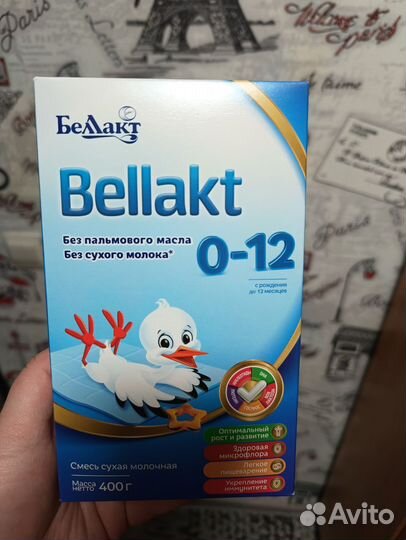 БеЛЛакт
Bellakt
Без пальмового масла
Без сухого молока*
0-12
с рождения
до 12 месяцев
Оптимальный
рост и развитие
Здоровая
микрофлора
Легкое
пищеварение
Укрепление
иммунитета
Смесь сухая молочная
Масса
нетто 400 г
Avito